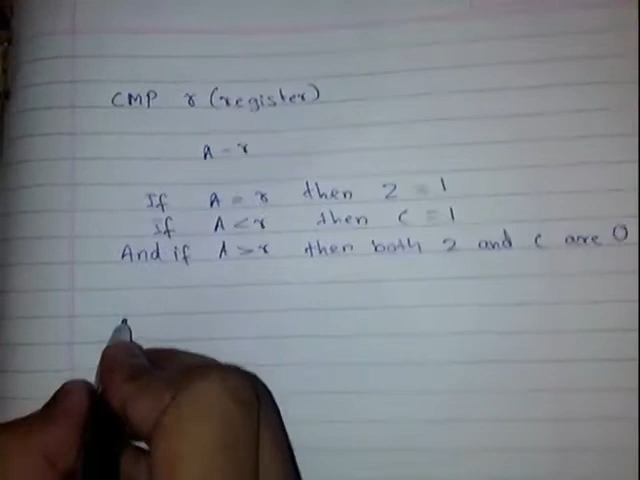 CMP r (register)
A - r
If A = r then Z = 1
If A < r then C = 1
And if A > r then both Z and C are 0